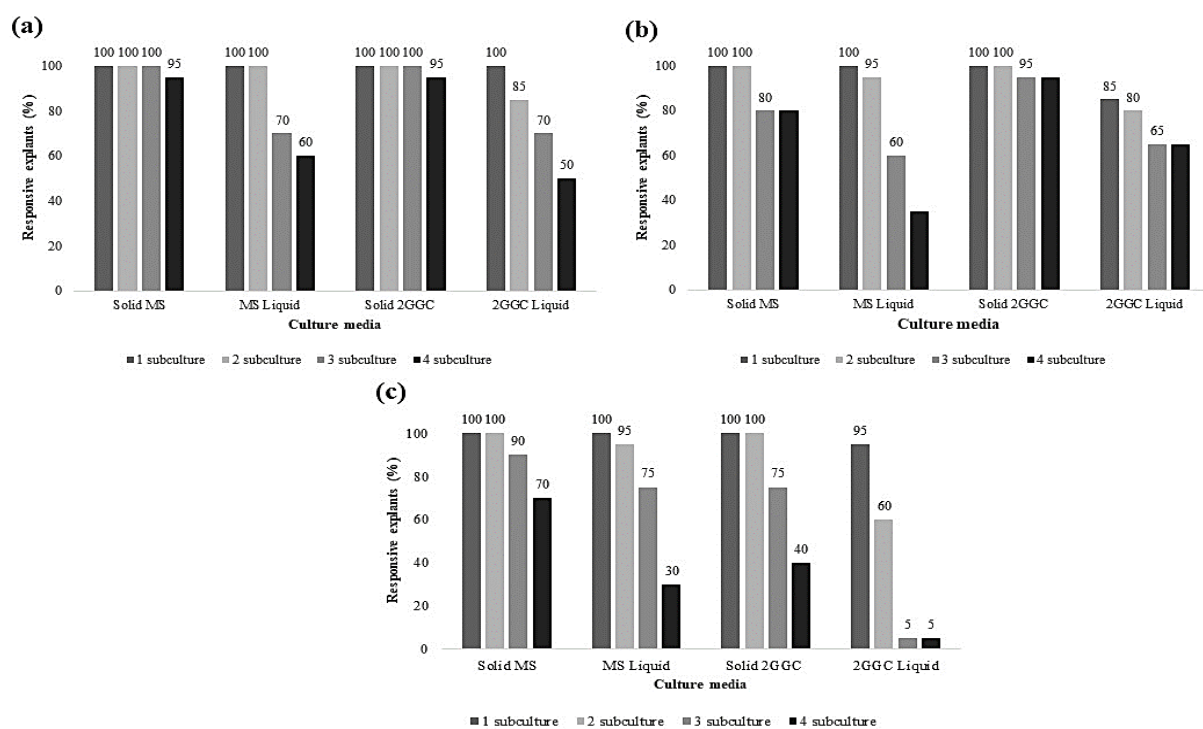 (a)
100 100 100 95 100 100 70 60 100 100 100 95 100 85 70 50
Responsive explants (%)
100
80
60
40
20
0
Solid MS MS Liquid Solid 2GGC 2GGC Liquid
Culture media
1 subculture 2 subculture 3 subculture 4 subculture
(b)
100 100 80 80 100 95 60 100 100 95 95 85 80 65 65
Responsive explants (%)
100
80
60
40
20
0
Solid MS MS Liquid Solid 2GGC 2GGC Liquid
Culture media
1 subculture 2 subculture 3 subculture 4 subculture
(c)
100 100 90 70 100 95 75 30 100 100 75 40 95 60 5 5
Responsive explants (%)
100
80
60
40
20
0
Solid MS MS Liquid Solid 2GGC 2GGC Liquid
Culture media
1 subculture 2 subculture 3 subculture 4 subculture